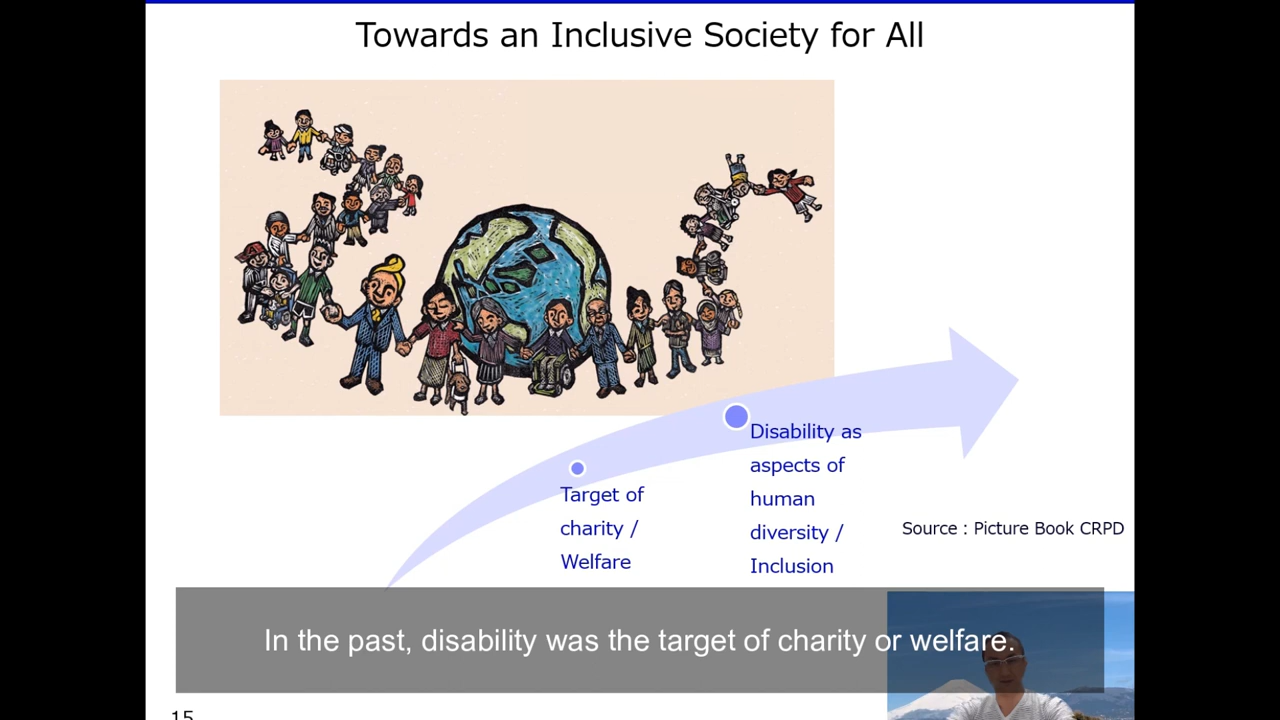 Towards an Inclusive Society for All
Target of
charity /
Welfare
Disability as
aspects of
human
diversity /
Inclusion
Source : Picture Book CRPD
In the past, disability was the target of charity or welfare.
15